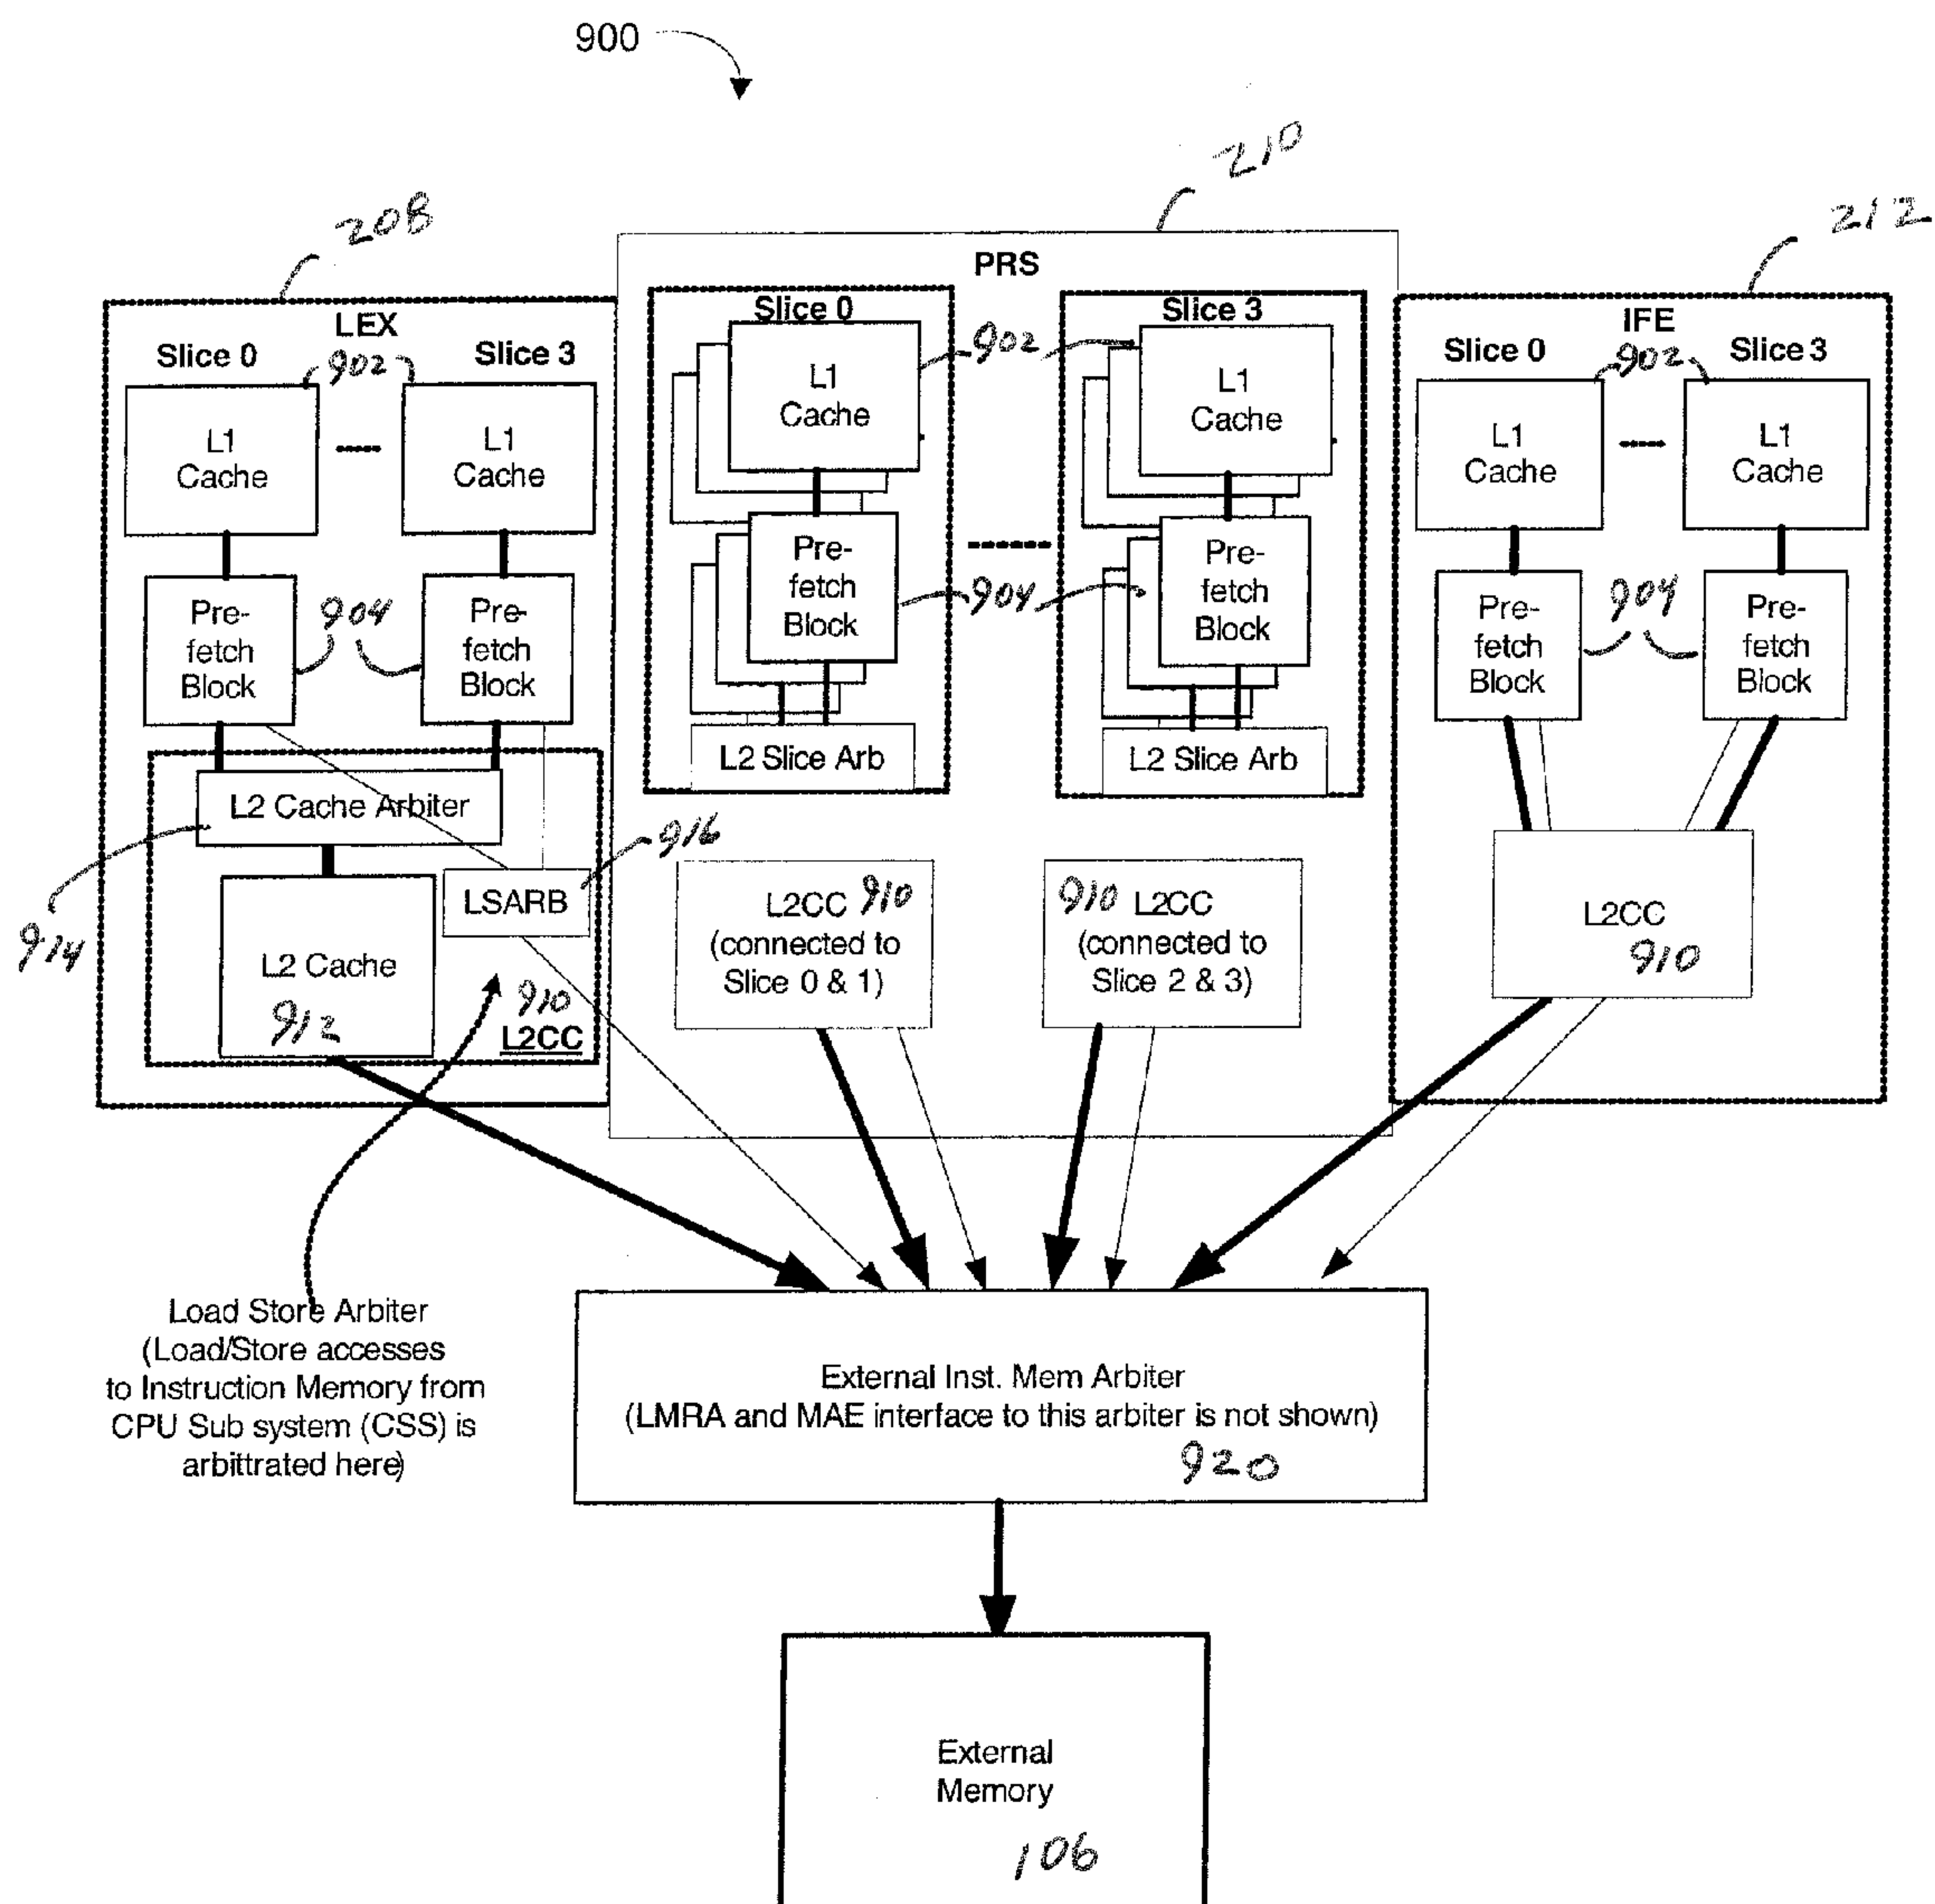 900
210
208
212
PRS
LEX
Slice 0
Slice 3
902
L1
Cache
L1
Cache
Pre-
fetch
Block
904
Pre-
fetch
Block
L2 Cache Arbiter
914
916
LSARB
L2 Cache
912
910
L2CC
Slice 0
Slice 3
902
L1
Cache
L1
Cache
Pre-
fetch
Block
904
Pre-
fetch
Block
L2 Slice Arb
L2 Slice Arb
L2CC 910
(connected to
Slice 0 & 1)
910 L2CC
(connected to
Slice 2 & 3)
IFE
Slice 0
Slice 3
902
L1
Cache
L1
Cache
Pre-
fetch
Block
904
Pre-
fetch
Block
L2CC
910
Load Store Arbiter
(Load/Store accesses
to Instruction Memory from
CPU Sub system (CSS) is
arbittrated here)
External Inst. Mem Arbiter
(LMRA and MAE interface to this arbiter is not shown)
920
External
Memory
106